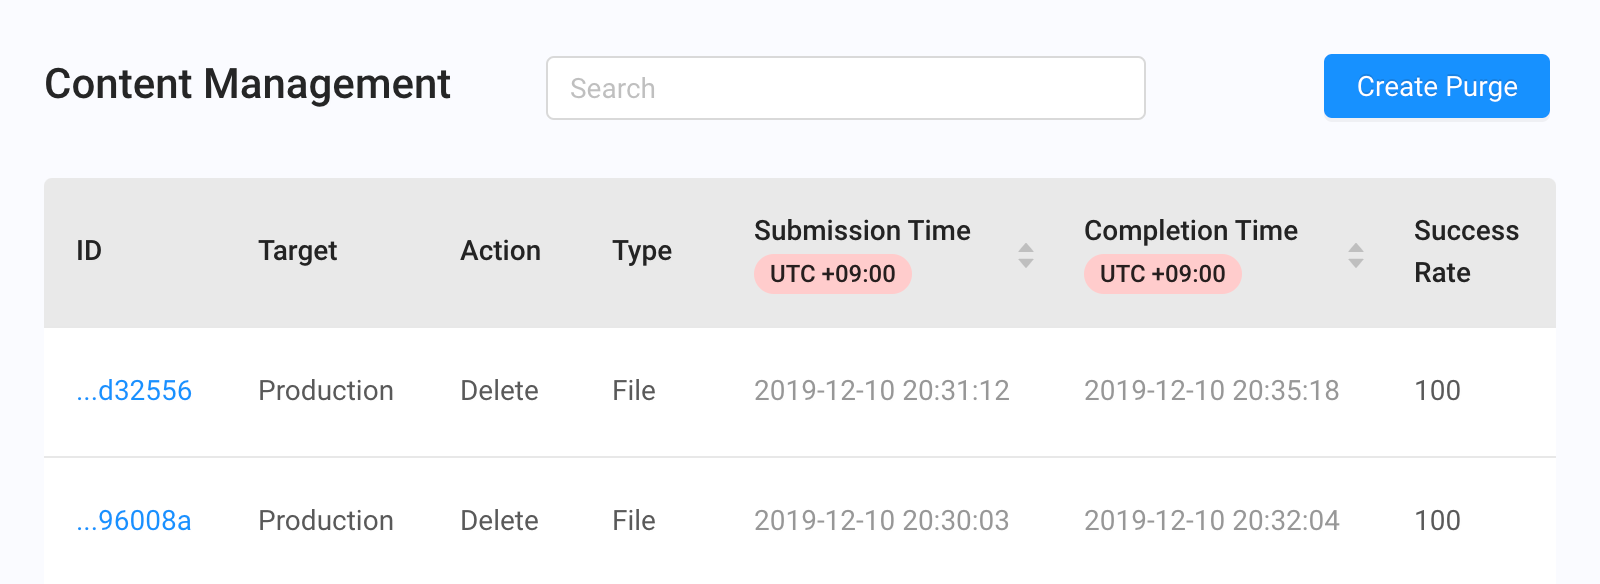 Content Management
Search
Create Purge
ID Target Action Type Submission Time UTC +09:00 Completion Time UTC +09:00 Success Rate
...d32556 Production Delete File 2019-12-10 20:31:12 2019-12-10 20:35:18 100
...96008a Production Delete File 2019-12-10 20:30:03 2019-12-10 20:32:04 100